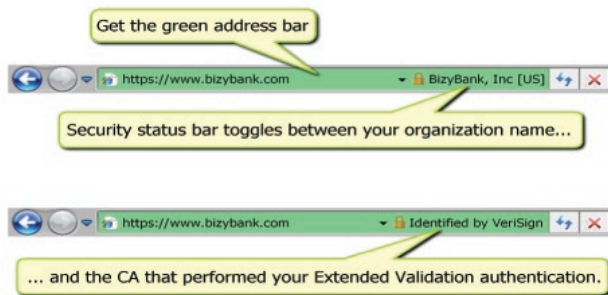 Get the green address bar
https://www.bizybank.com
BizyBank, Inc [US]
Security status bar toggles between your organization name...
https://www.bizybank.com
Identified by VeriSign
... and the CA that performed your Extended Validation authentication.